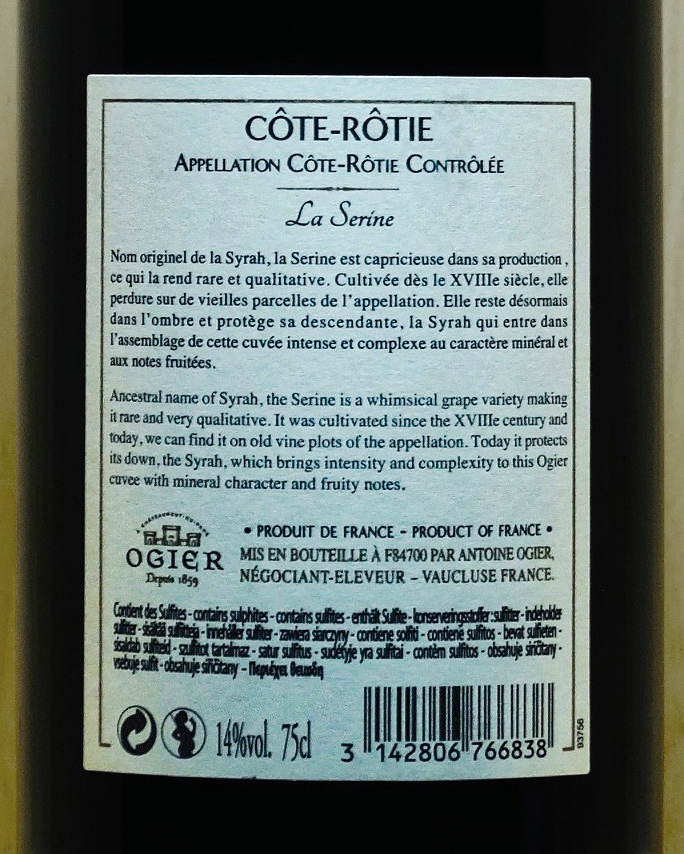 CÔTE-RÔTIE
APPELLATION CÔTE-RÔTIE CONTRÔLÉE
La Serine
Nom originel de la Syrah, la Serine est capricieuse dans sa production,
ce qui la rend rare et qualitative. Cultivée dès le XVIIIe siècle, elle
perdure sur de vieilles parcelles de l'appellation. Elle reste désormais
dans l'ombre et protège sa descendante, la Syrah qui entre dans
l'assemblage de cette cuvée intense et complexe au caractère minéral et
aux notes fruitées.
Ancestral name of Syrah, the Serine is a whimsical grape variety making
it rare and very qualitative. It was cultivated since the XVIIIe century and
today, we can find it on old vine plots of the appellation. Today it protects
its down, the Syrah, which brings intensity and complexity to this Ogier
cuvee with mineral character and fruity notes.
OGIER
Depuis 1859
• PRODUIT DE FRANCE - PRODUCT OF FRANCE •
MIS EN BOUTEILLE À F84700 PAR ANTOINE OGIER,
NÉGOCIANT-ELEVEUR – VAUCLUSE FRANCE.
Contient des Sulfites - contains sulphites - contains sulfites - enthält Sulfite - konserveringsstoffer: sulfitter - indeholder
sulfitter - sisältää sulfiitteja - innehåller sulfiter - zawiera siarczyny - contiene solfiti - contiene sulfitos - bevat sulfieten -
sisaldab sulfiteid - szulfitot tartalmaz - satur sulfitus - sudėtyje yra sulfitai - contêm sulfitos - obsahuje siričitany -
vsebuje sulfit - obsahuje siřičitany - Περιέχει Θειώδη
14%vol. 75cl
3 142806 766838
93756